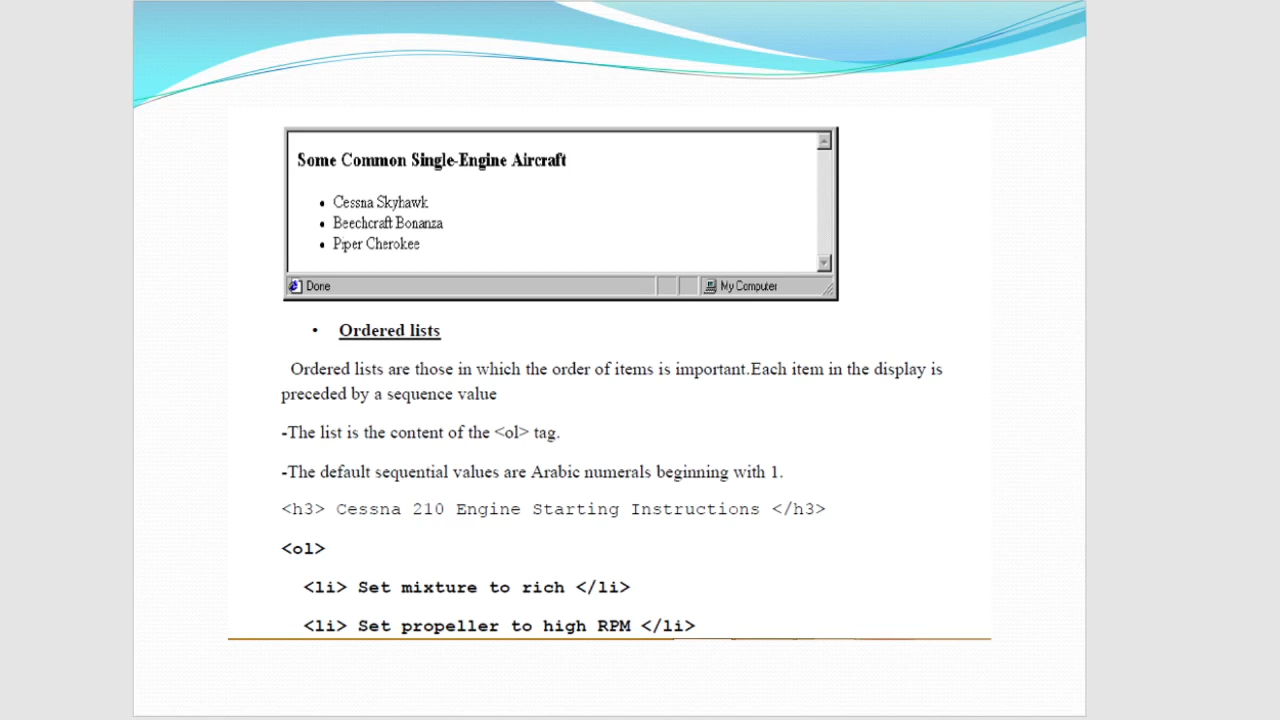 Some Common Single-Engine Aircraft
• Cessna Skyhawk
• Beechcraft Bonanza
• Piper Cherokee
Done
My Computer
• Ordered lists
Ordered lists are those in which the order of items is important.Each item in the display is
preceded by a sequence value
-The list is the content of the <ol> tag.
-The default sequential values are Arabic numerals beginning with 1.
<h3> Cessna 210 Engine Starting Instructions </h3>
<ol>
<li> Set mixture to rich </li>
<li> Set propeller to high RPM </li>